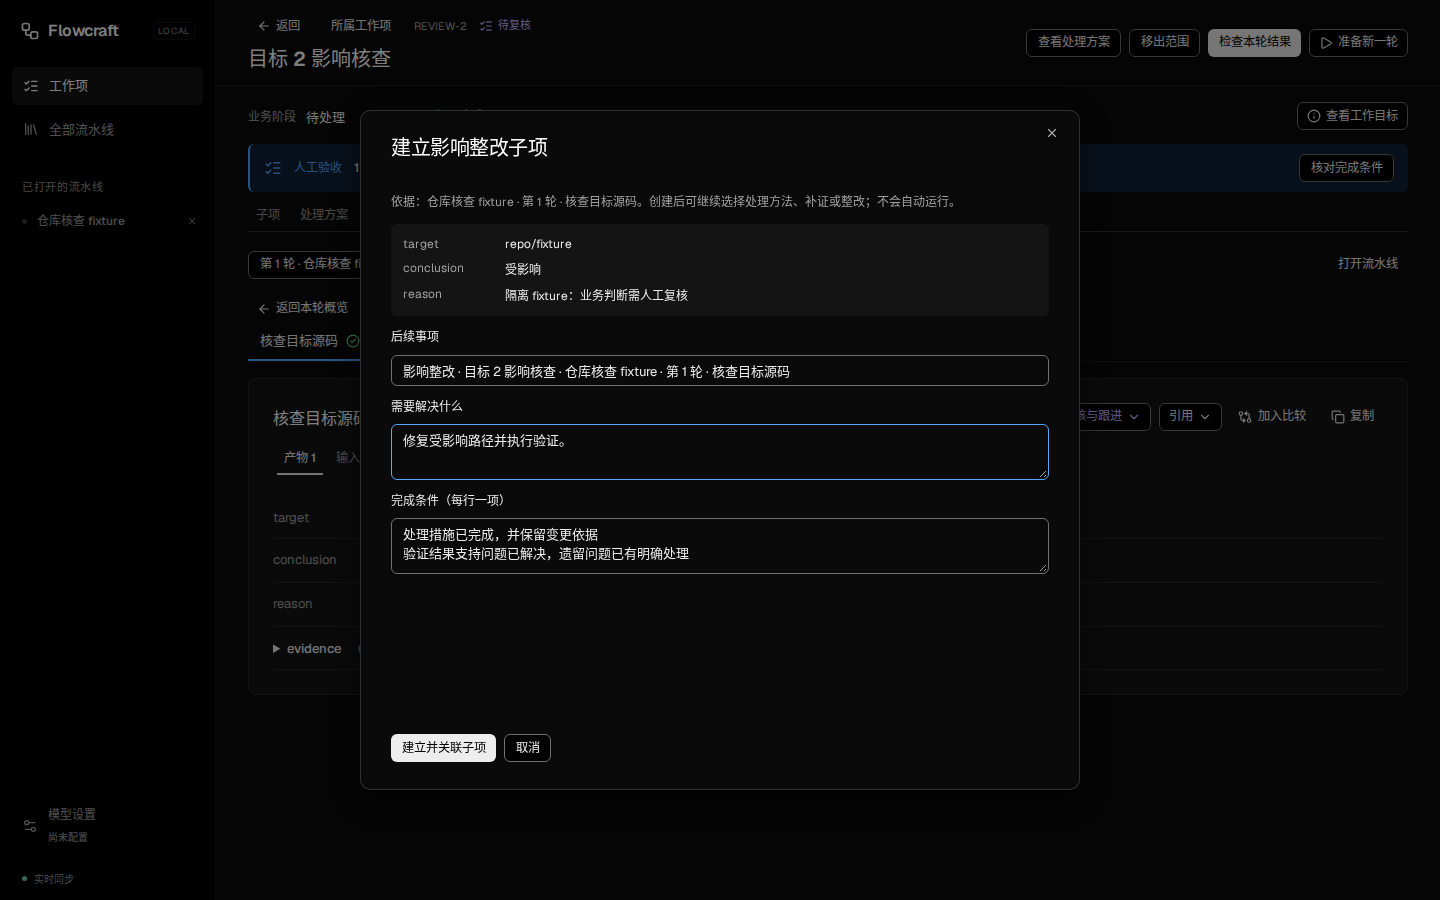 Flowcraft
LOCAL
工作项
全部流水线
已打开的流水线
仓库核查 fixture
模型设置
尚未配置
实时同步
返回
所属工作项
REVIEW-2
待复核
目标 2 影响核查
查看处理方案
移出范围
检查本轮结果
准备新一轮
业务阶段
待处理
查看工作目标
人工验收
1
核对完成条件
子项
处理方案
第 1 轮 · 仓库核查
打开流水线
返回本轮概览
核查目标源码
核查目标源码
与跟进
引用
加入比较
复制
产物 1
输入
target
conclusion
reason
evidence
建立影响整改子项
依据：仓库核查 fixture · 第 1 轮 · 核查目标源码。创建后可继续选择处理方法、补证或整改；不会自动运行。
target
repo/fixture
conclusion
受影响
reason
隔离 fixture：业务判断需人工复核
后续事项
影响整改 · 目标 2 影响核查 · 仓库核查 fixture · 第 1 轮 · 核查目标源码
需要解决什么
修复受影响路径并执行验证。
完成条件（每行一项）
处理措施已完成，并保留变更依据
验证结果支持问题已解决，遗留问题已有明确处理
建立并关联子项
取消